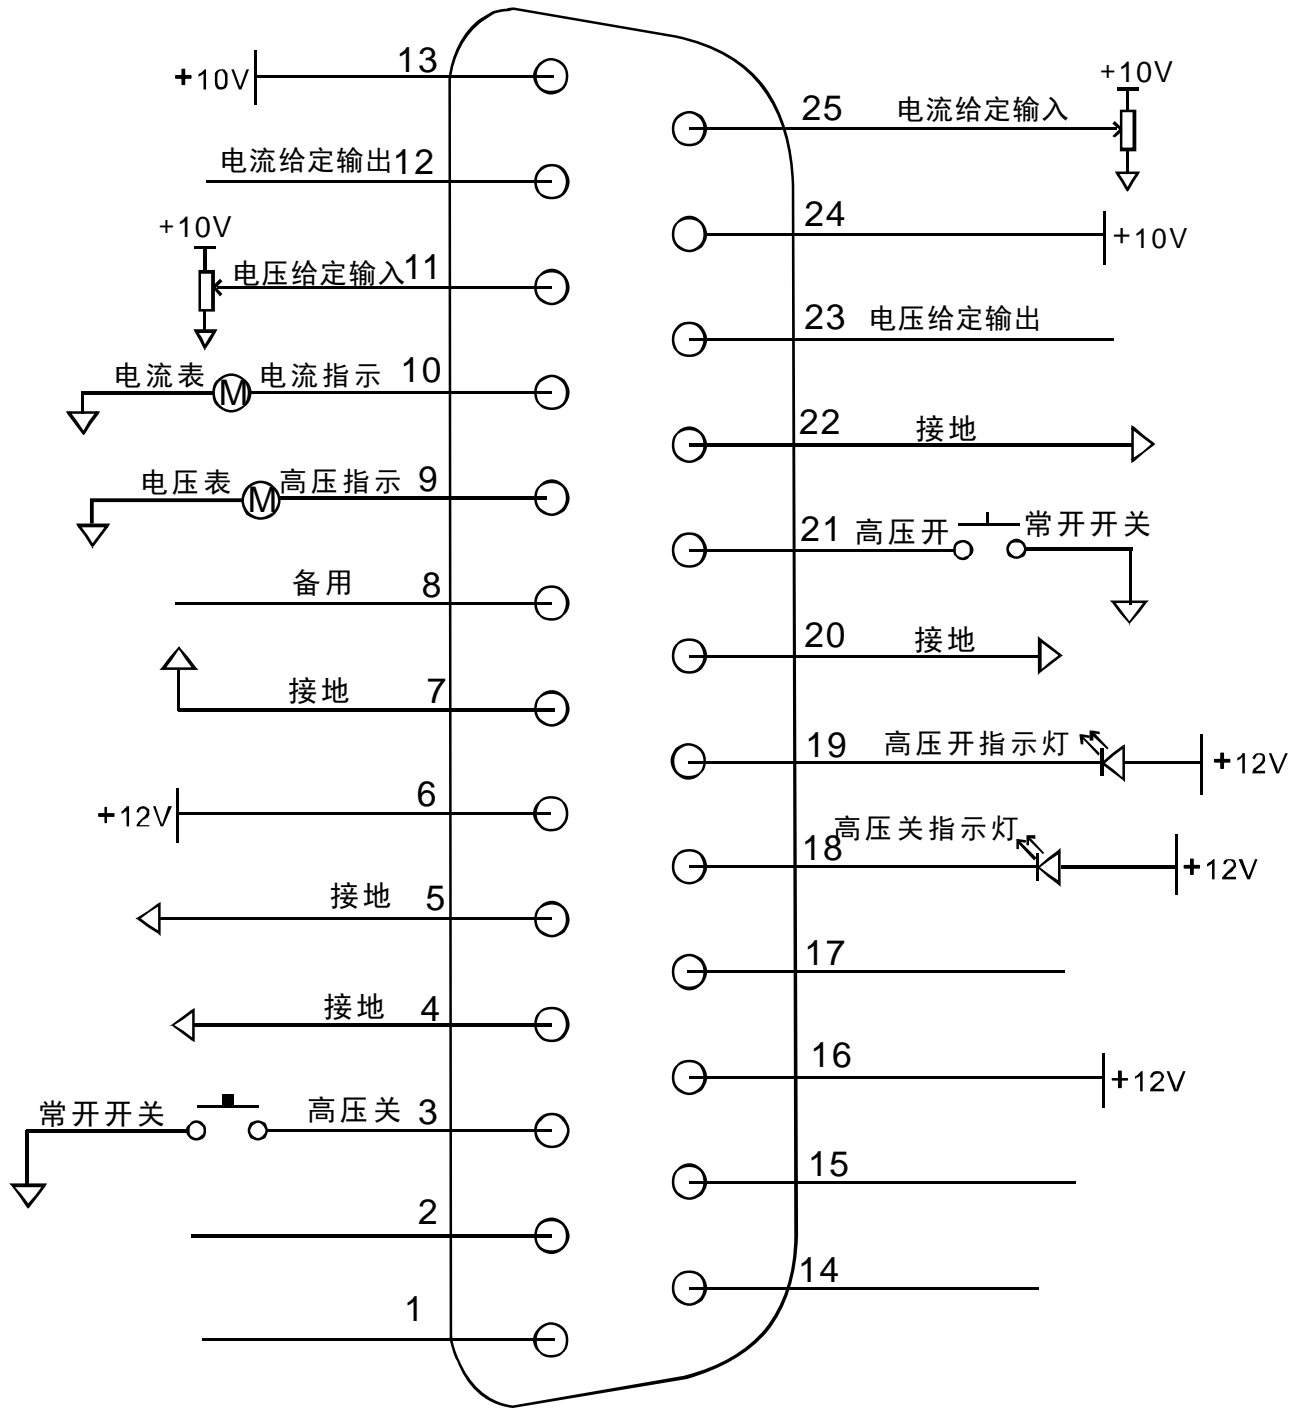 13
+10V
电流给定输出12
+10V
电压给定输入11
电流表 M 电流指示 10
电压表 M 高压指示 9
备用 8
接地 7
+12V 6
接地 5
接地 4
常开开关 高压关 3
2
1
+10V
25 电流给定输入
24
+10V
23 电压给定输出
22 接地
21 高压开 常开开关
20 接地
19 高压开指示灯
+12V
高压关指示灯
18
+12V
17
16
+12V
15
14